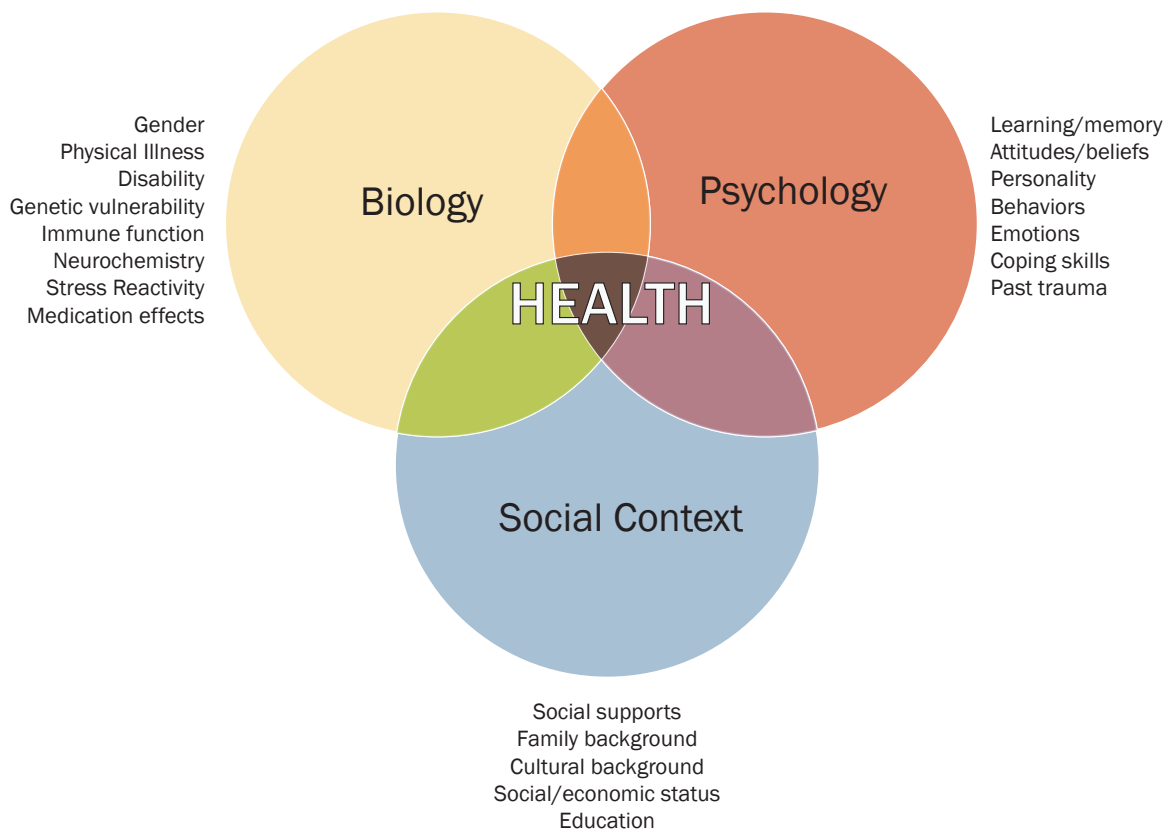 Gender
Physical Illness
Disability
Genetic vulnerability
Immune function
Neurochemistry
Stress Reactivity
Medication effects
Biology
Psychology
Learning/memory
Attitudes/beliefs
Personality
Behaviors
Emotions
Coping skills
Past trauma
HEALTH
Social Context
Social supports
Family background
Cultural background
Social/economic status
Education